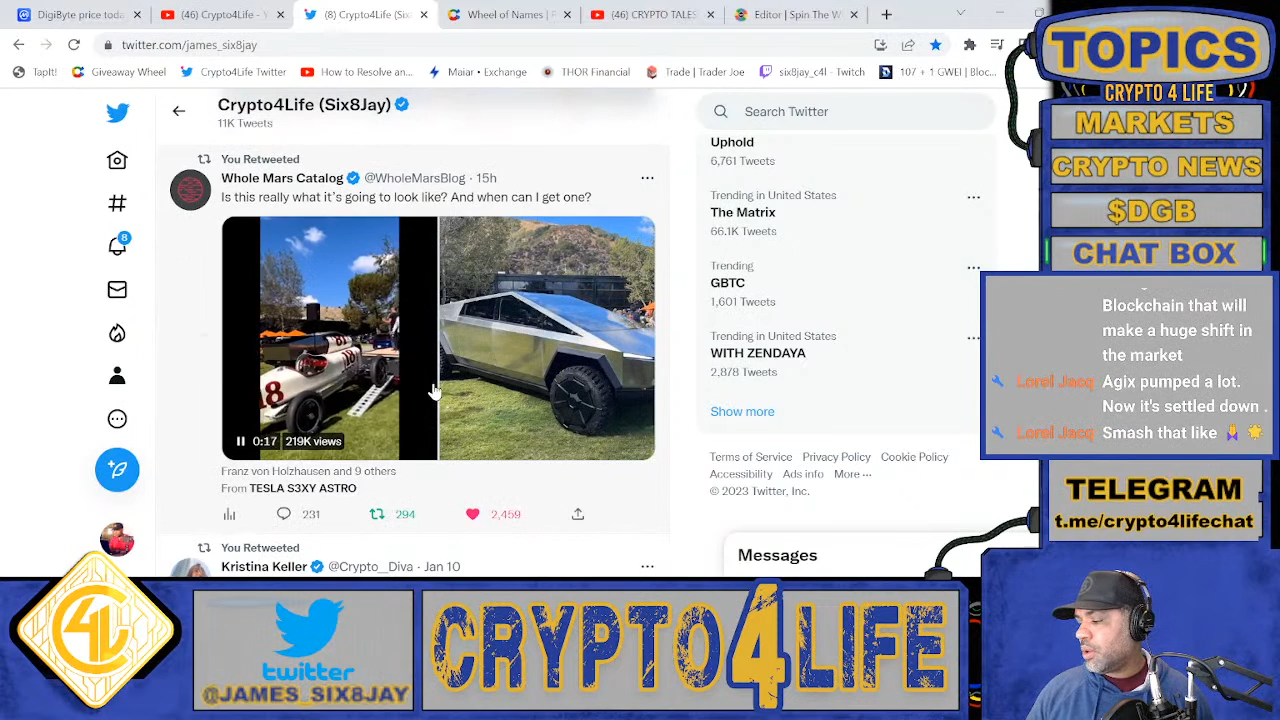 DigiByte price today
(46) Crypto4Life - Y
(8) Crypto4Life (Six
Wheel of Names | R
(46) CRYPTO TALES
Editor | Spin The W
twitter.com/james_six8jay
TapIt!
Giveaway Wheel
Crypto4Life Twitter
How to Resolve an...
Maiar • Exchange
THOR Financial
Trade | Trader Joe
six8jay_c4l - Twitch
107 + 1 GWEI | Bloc...
Crypto4Life (Six8Jay)
11K Tweets
You Retweeted
Whole Mars Catalog @WholeMarsBlog · 15h
Is this really what it's going to look like? And when can I get one?
18
18
0:17 219K views
Franz von Holzhausen and 9 others
From TESLA S3XY ASTRO
231
294
2,459
You Retweeted
Kristina Keller @Crypto__Diva · Jan 10
8
Search Twitter
Uphold
6,761 Tweets
Trending in United States
The Matrix
66.1K Tweets
Trending
GBTC
1,601 Tweets
Trending in United States
WITH ZENDAYA
2,878 Tweets
Show more
Terms of Service Privacy Policy Cookie Policy
Accessibility Ads info More ···
© 2023 Twitter, Inc.
Messages
TOPICS
CRYPTO 4 LIFE
MARKETS
CRYPTO NEWS
$DGB
CHAT BOX
Blockchain that will
make a huge shift in
the market
Lorel Jacq Agix pumped a lot.
Now it's settled down .
Lorel Jacq Smash that like
TELEGRAM
t.me/crypto4lifechat
4L
twitter
@JAMES_SIX8JAY
CRYPTO4LIFE